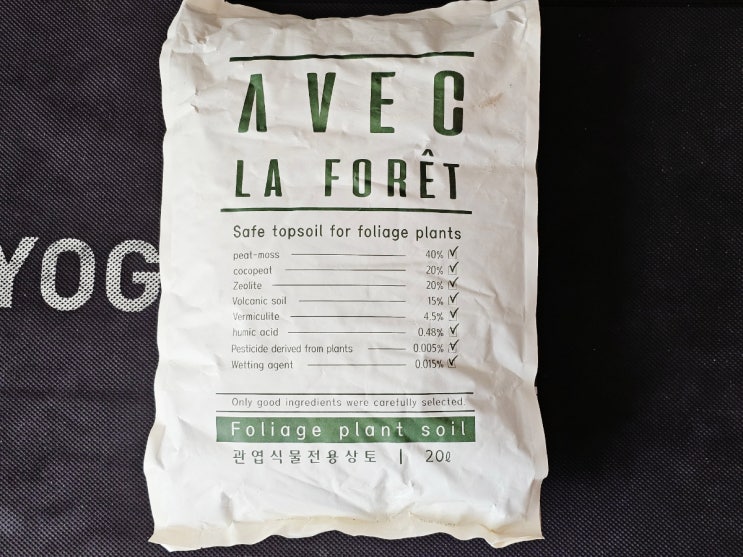 AVEC
LA FORÊT
Safe topsoil for foliage plants
peat-moss 40%
cocopeat 20%
Zeolite 20%
Volcanic soil 15%
Vermiculite 4.5%
humic acid 0.48%
Pesticide derived from plants 0.005%
Wetting agent 0.015%
Only good ingredients were carefully selected.
Foliage plant soil
관엽식물전용상토 | 20ℓ
YOG